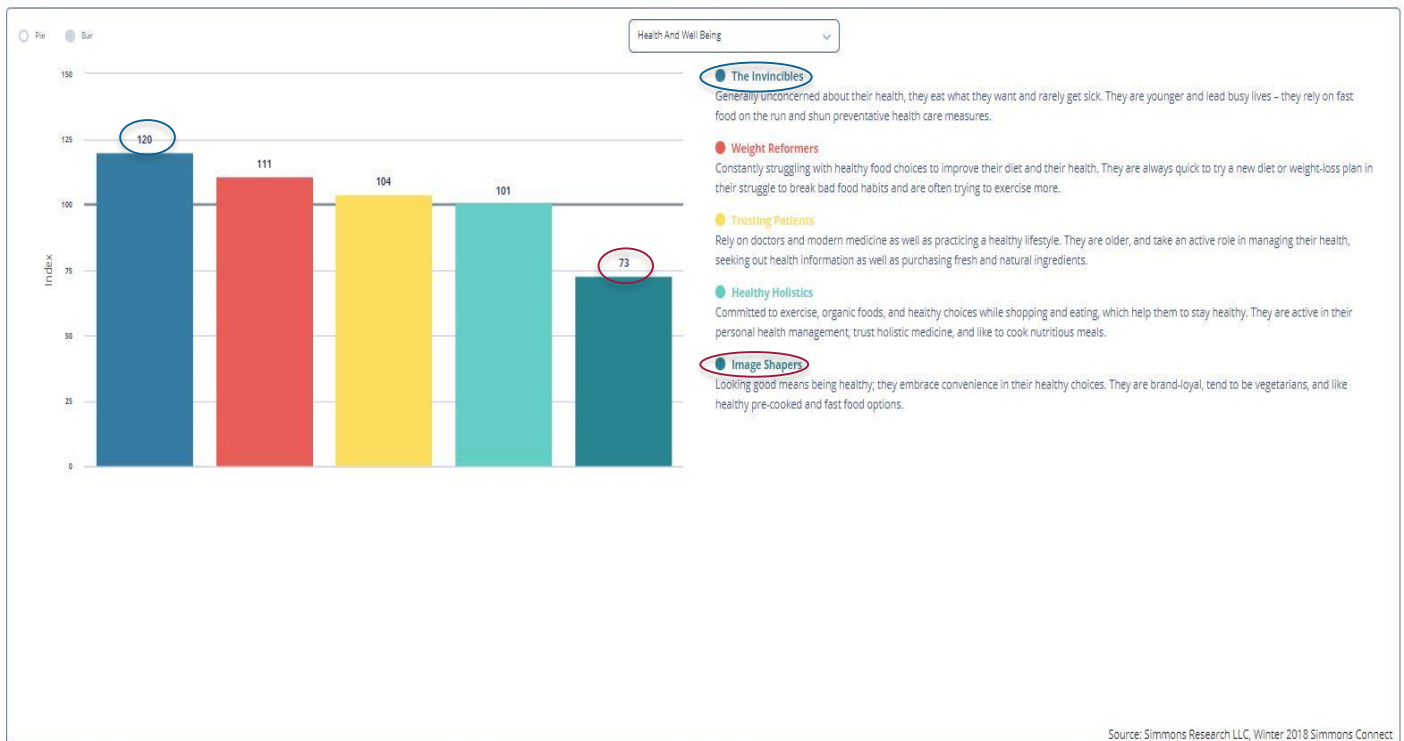 Pie
Bar
Health And Well Being
150
125
100
75
50
25
0
Index
120
111
104
101
73
The Invincibles
Generally unconcerned about their health, they eat what they want and rarely get sick. They are younger and lead busy lives – they rely on fast
food on the run and shun preventative health care measures.
Weight Reformers
Constantly struggling with healthy food choices to improve their diet and their health. They are always quick to try a new diet or weight-loss plan in
their struggle to break bad food habits and are often trying to exercise more.
Trusting Patients
Rely on doctors and modern medicine as well as practicing a healthy lifestyle. They are older, and take an active role in managing their health,
seeking out health information as well as purchasing fresh and natural ingredients.
Healthy Holistics
Committed to exercise, organic foods, and healthy choices while shopping and eating, which help them to stay healthy. They are active in their
personal health management, trust holistic medicine, and like to cook nutritious meals.
Image Shapers
Looking good means being healthy; they embrace convenience in their healthy choices. They are brand-loyal, tend to be vegetarians, and like
healthy pre-cooked and fast food options.
Source: Simmons Research LLC, Winter 2018 Simmons Connect